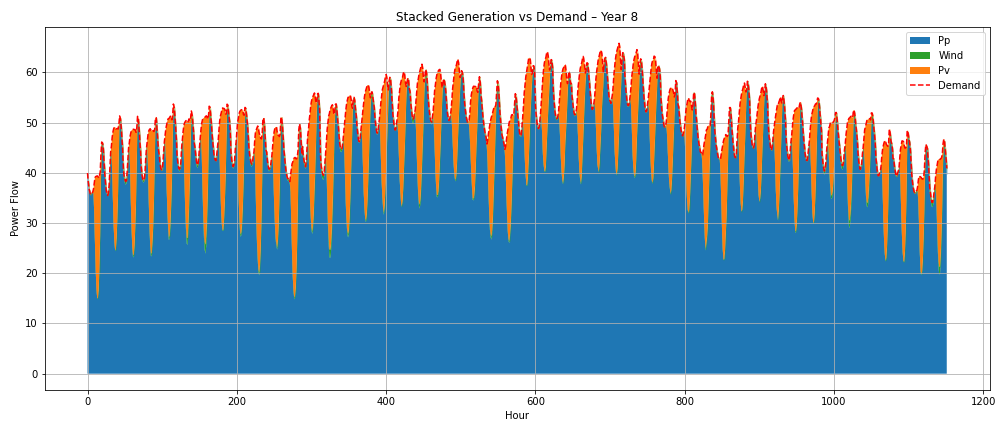 Stacked Generation vs Demand – Year 8
Power Flow
60
50
40
30
20
10
0
0 200 400 600 800 1000 1200
Hour
Pp
Wind
Pv
Demand